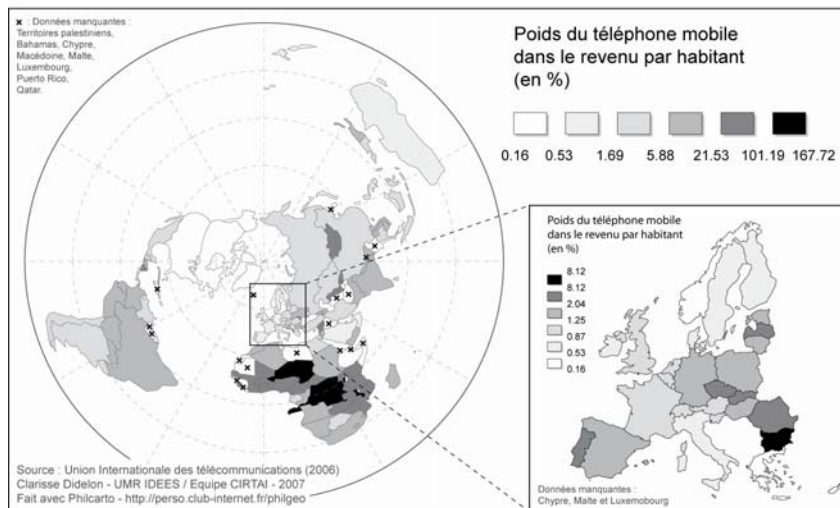 ✕ : Données manquantes :
Territoires palestiniens,
Bahamas, Chypre,
Macédoine, Malte,
Luxembourg,
Puerto Rico,
Qatar.
Poids du téléphone mobile
dans le revenu par habitant
(en %)
0.16 0.53 1.69 5.88 21.53 101.19 167.72
Poids du téléphone mobile
dans le revenu par habitant
(en %)
8.12
8.12
2.04
1.25
0.87
0.53
0.16
Données manquantes :
Chypre, Malte et Luxemobourg
Source : Union Internationale des télécommunications (2006)
Clarisse Didelon - UMR IDEES / Equipe CIRTAI - 2007
Fait avec Philcarto - http://perso.club-internet.fr/philgeo